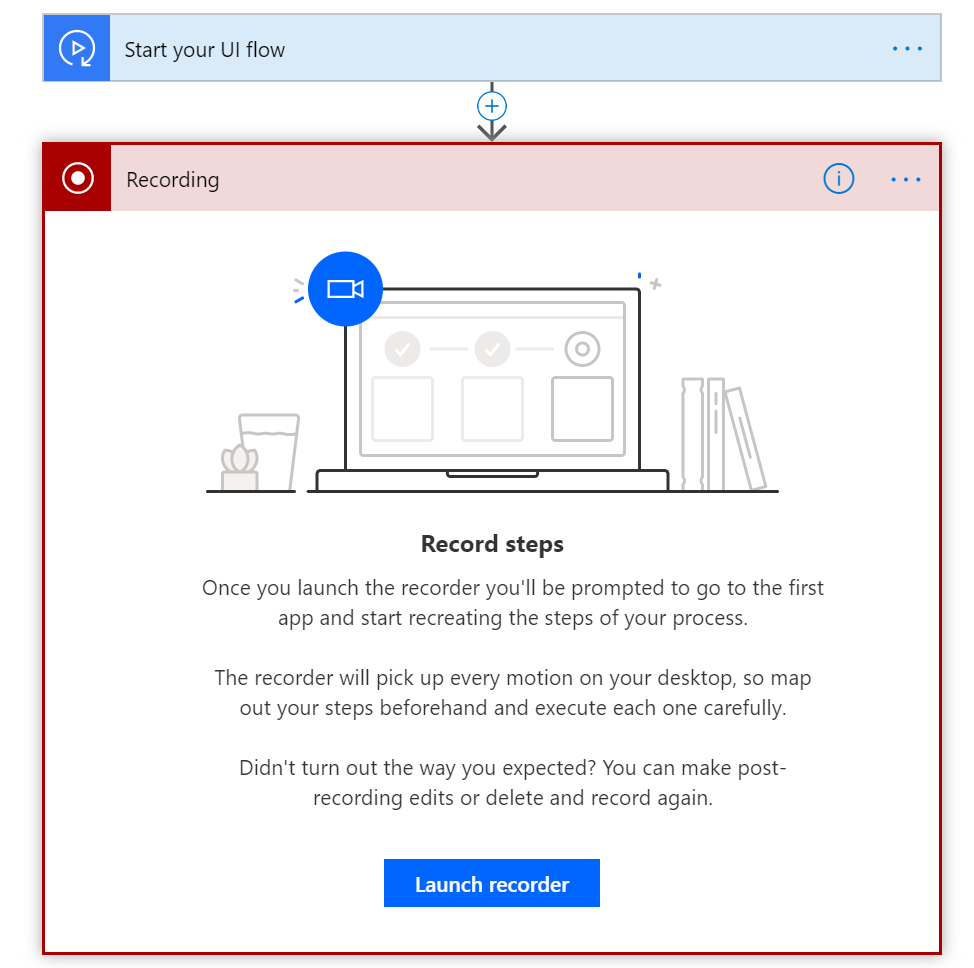 Start your UI flow
Recording
Record steps
Once you launch the recorder you'll be prompted to go to the first
app and start recreating the steps of your process.
The recorder will pick up every motion on your desktop, so map
out your steps beforehand and execute each one carefully.
Didn't turn out the way you expected? You can make post-
recording edits or delete and record again.
Launch recorder